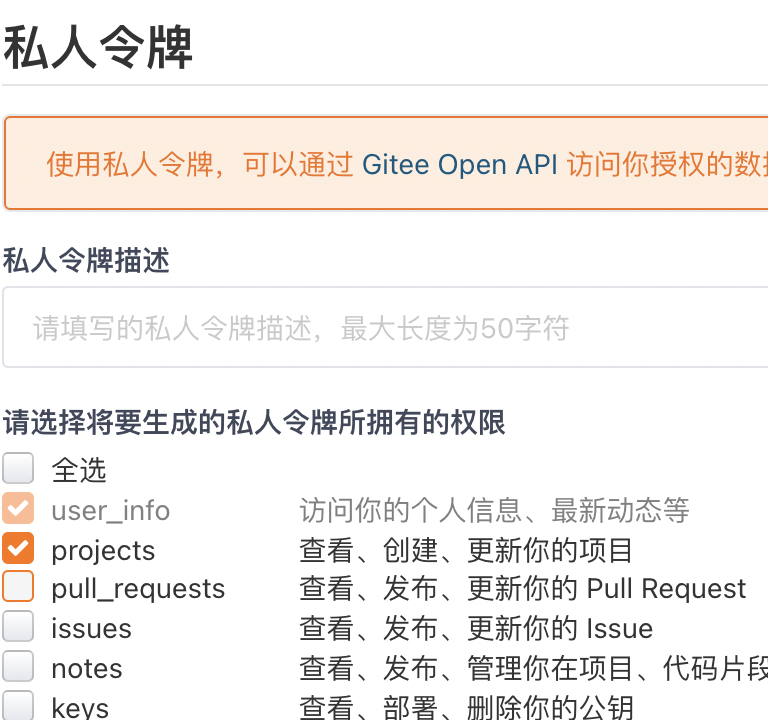 私人令牌
使用私人令牌，可以通过 Gitee Open API 访问你授权的数
私人令牌描述
请填写的私人令牌描述，最大长度为50字符
请选择将要生成的私人令牌所拥有的权限
全选
user_info 访问你的个人信息、最新动态等
projects 查看、创建、更新你的项目
pull_requests 查看、发布、更新你的 Pull Request
issues 查看、发布、更新你的 Issue
notes 查看、发布、管理你在项目、代码片段
keys 查看、部署、删除你的公钥